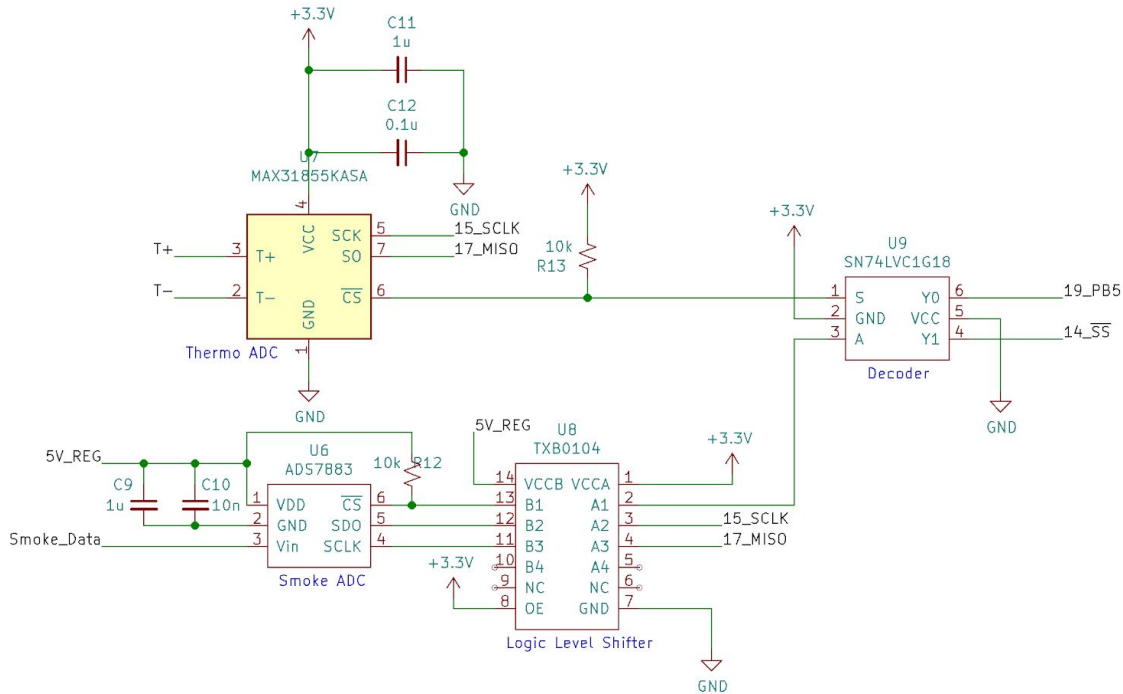 +3.3V
C11
1u
C12
0.1u
GND
U7
MAX31855KASA
4
VCC
T+
3
T+
T-
2
T-
SCK
5
15_SCLK
SO
7
17_MISO
CS
6
GND
1
Thermo ADC
GND
+3.3V
10k
R13
+3.3V
U9
SN74LVC1G18
1
S
Y0
6
19_PB5
2
GND
VCC
5
3
A
Y1
4
14_SS
Decoder
GND
5V_REG
C9
1u
C10
10n
U6
ADS7883
10k
R12
1
VDD
CS
6
2
GND
SDO
5
Smoke_Data
3
Vin
SCLK
4
Smoke ADC
5V_REG
U8
TXB0104
+3.3V
14
VCCB
VCCA
1
13
B1
A1
2
12
B2
A2
3
15_SCLK
11
B3
A3
4
17_MISO
10
B4
A4
5
9
NC
NC
6
+3.3V
8
OE
GND
7
Logic Level Shifter
GND